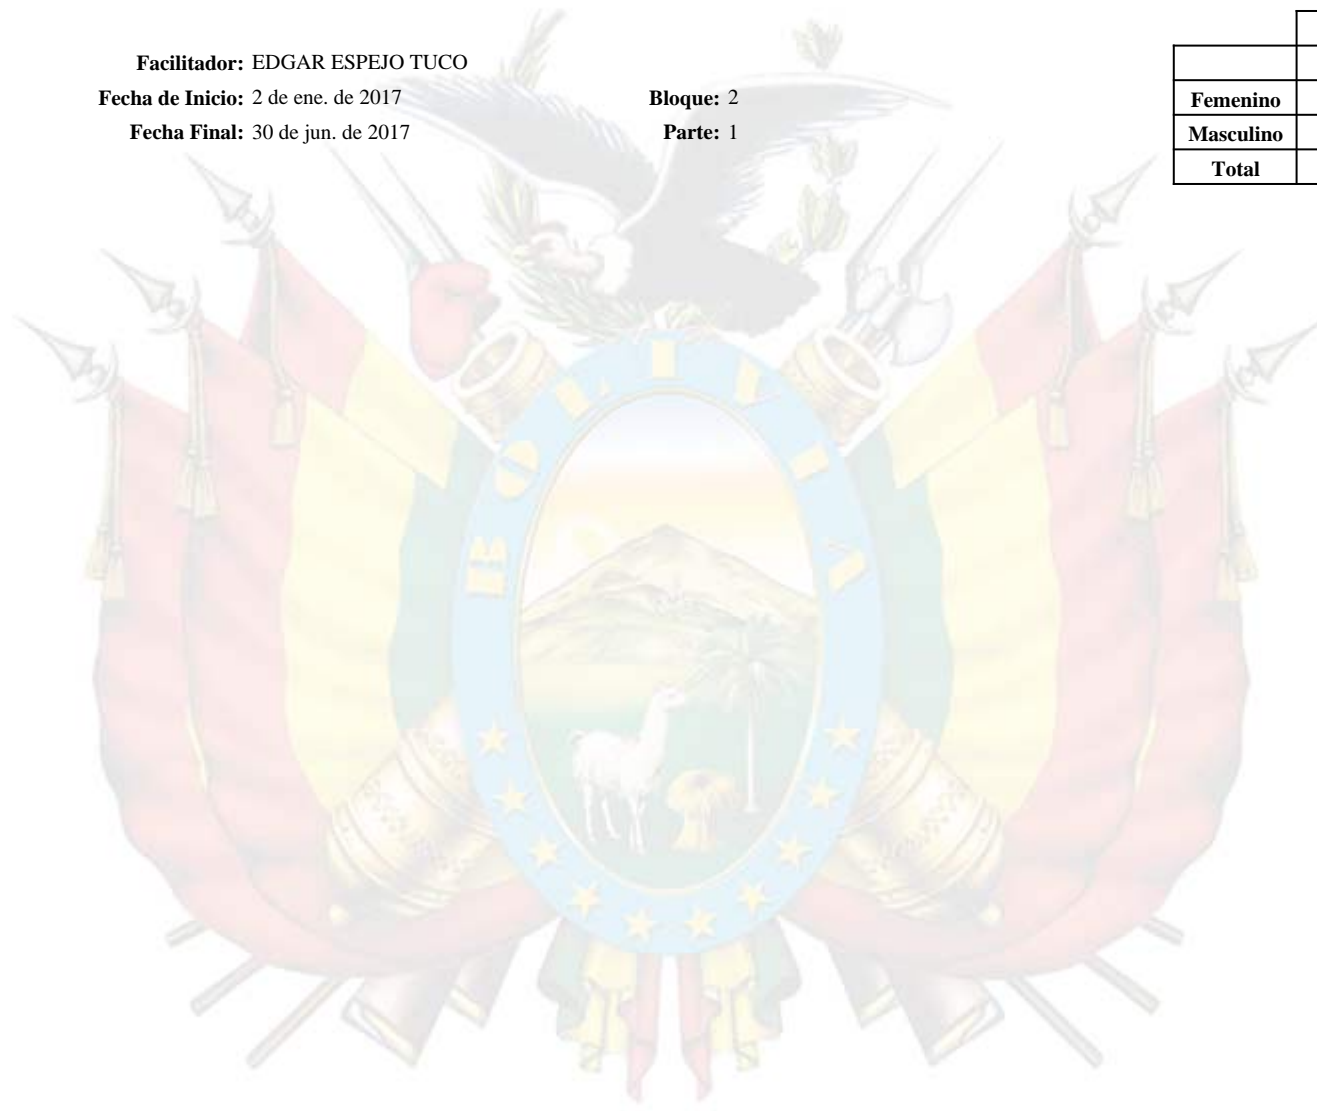 Facilitador: EDGAR ESPEJO TUCO
Fecha de Inicio: 2 de ene. de 2017 Bloque: 2
Fecha Final: 30 de jun. de 2017 Parte: 1
Femenino
Masculino
Total
BOLIVIA